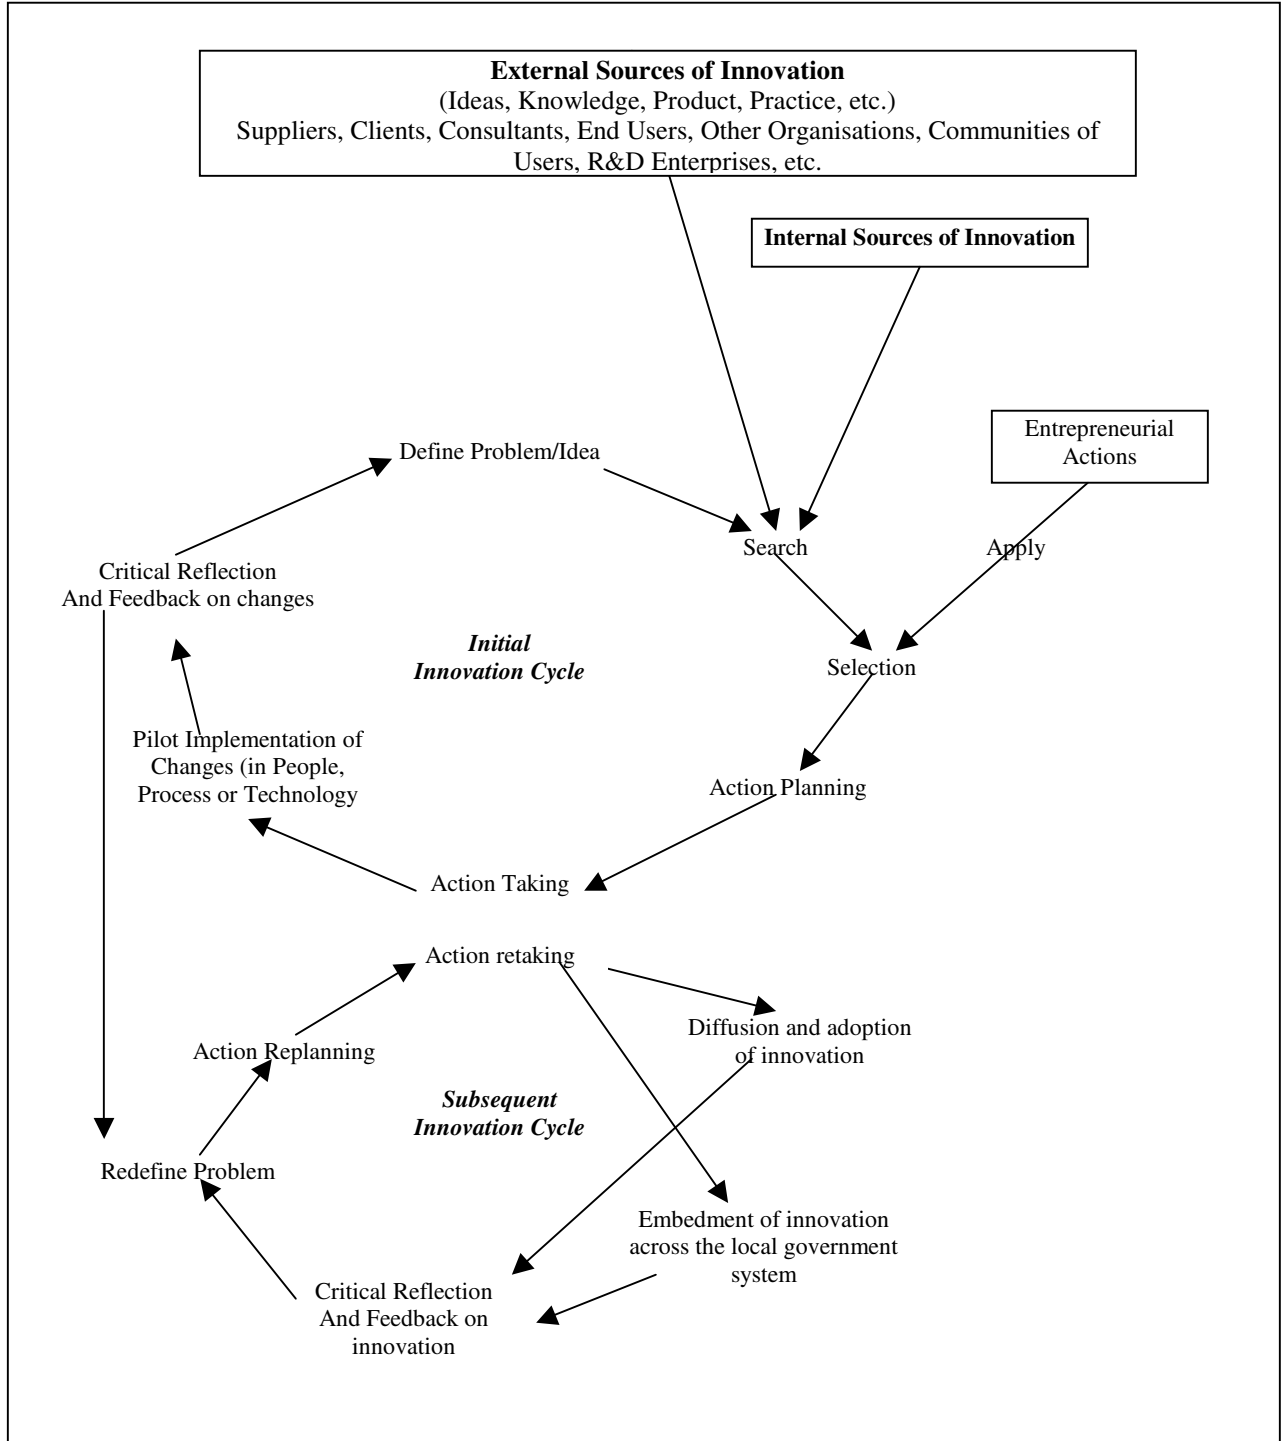 External Sources of Innovation
(Ideas, Knowledge, Product, Practice, etc.)
Suppliers, Clients, Consultants, End Users, Other Organisations, Communities of
Users, R&D Enterprises, etc.
Internal Sources of Innovation
Entrepreneurial
Actions
Define Problem/Idea
Search
Apply
Critical Reflection
And Feedback on changes
Initial
Innovation Cycle
Selection
Pilot Implementation of
Changes (in People,
Process or Technology
Action Planning
Action Taking
Action retaking
Diffusion and adoption
of innovation
Action Replanning
Subsequent
Innovation Cycle
Redefine Problem
Embedment of innovation
across the local government
system
Critical Reflection
And Feedback on
innovation